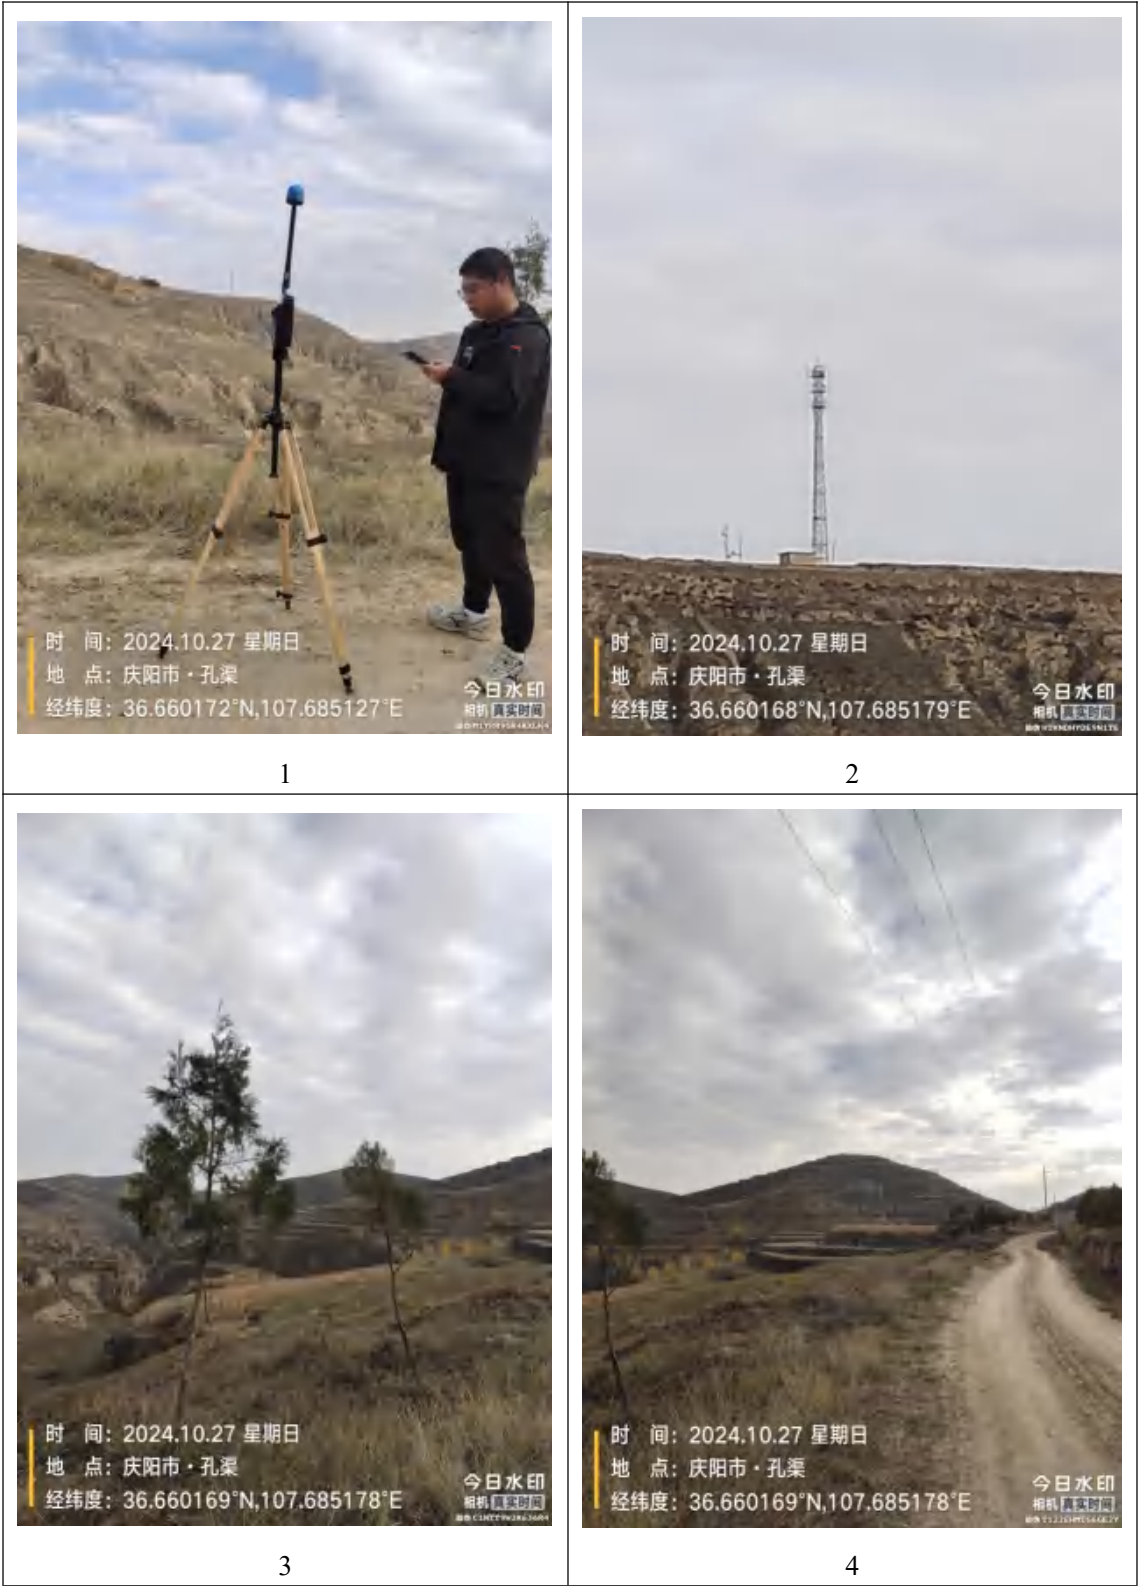 时 间：2024.10.27 星期日
地 点：庆阳市·孔渠
经纬度：36.660172°N,107.685127°E
今日水印
相机 真实时间
1
时 间：2024.10.27 星期日
地 点：庆阳市·孔渠
经纬度：36.660168°N,107.685179°E
今日水印
相机 真实时间
2
时 间：2024.10.27 星期日
地 点：庆阳市·孔渠
经纬度：36.660169°N,107.685178°E
今日水印
相机 真实时间
3
时 间：2024.10.27 星期日
地 点：庆阳市·孔渠
经纬度：36.660169°N,107.685178°E
今日水印
相机 真实时间
4